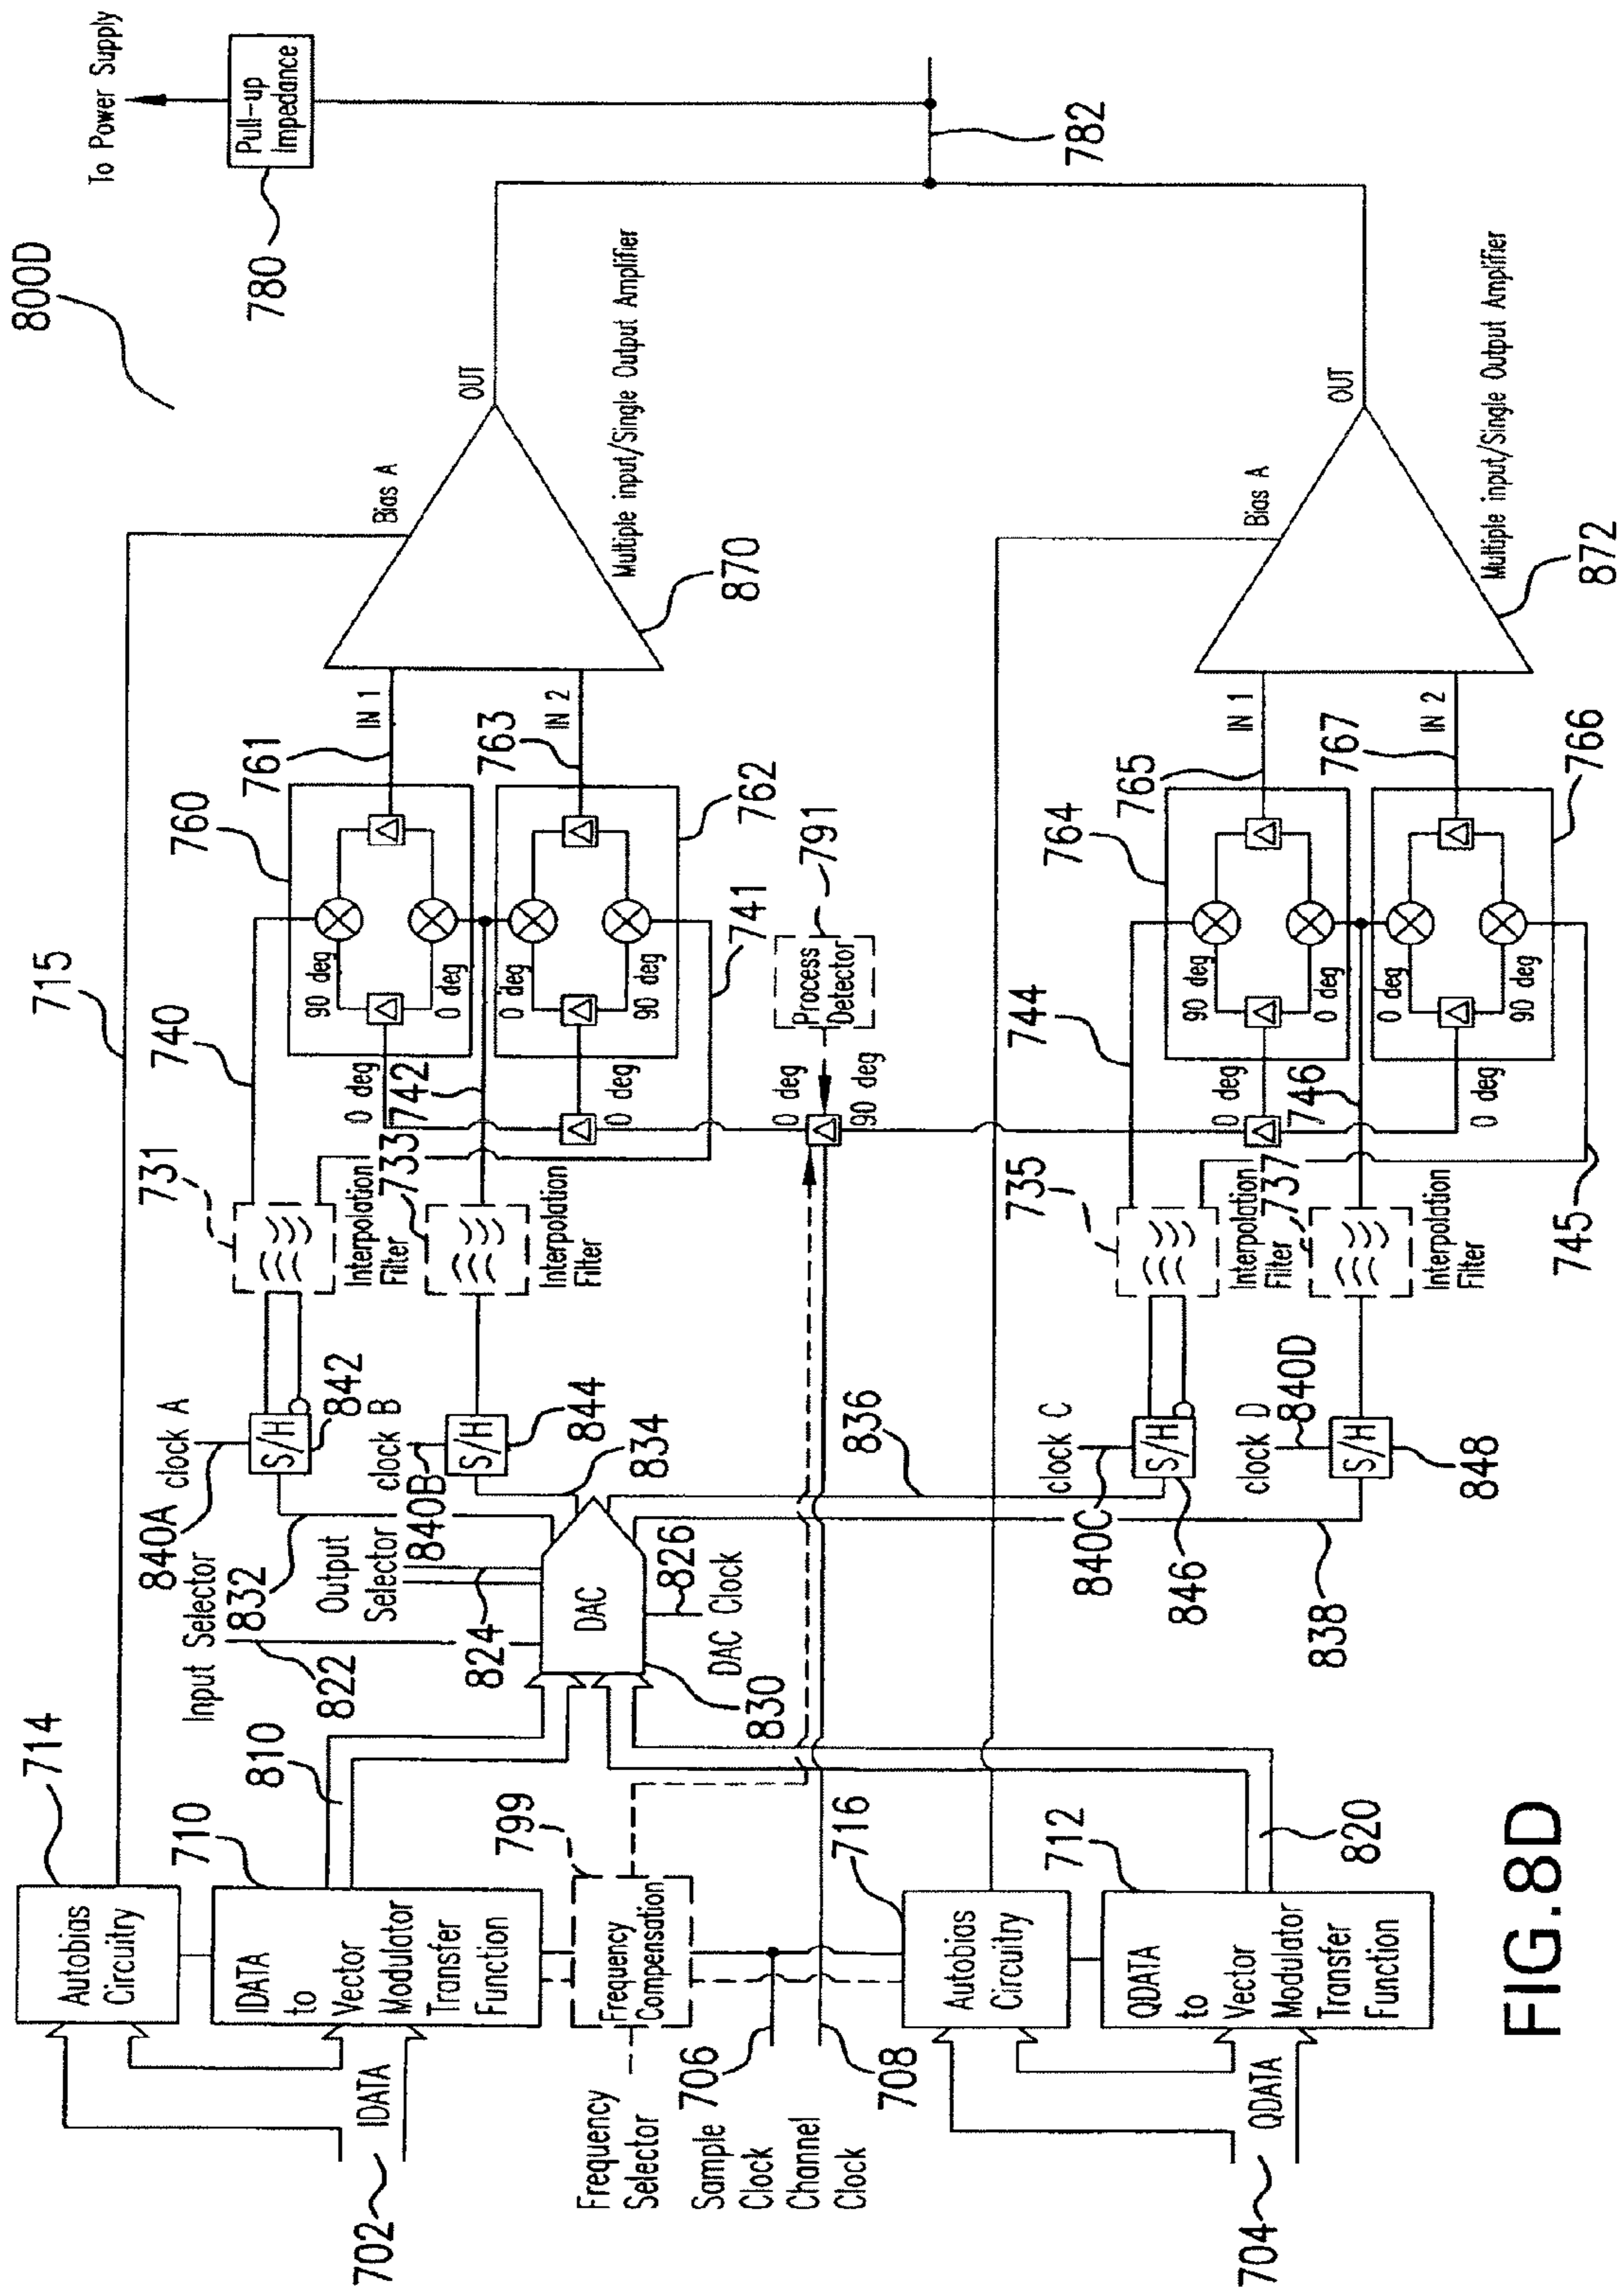 800D
To Power Supply
Pull-up
Impedance
780
782
715
714
Autobias
Circuitry
710
IDATA
to
Vector
Modulator
Transfer
Function
810
IDATA
702
Input Selector
822
832
Output
Selector
824
840A
clock A
S/H
842
840B
clock B
S/H
844
834
DAC
826
DAC Clock
830
731
Interpolation
Filter
733
Interpolation
Filter
740
742
741
0 deg
0 deg
760
90 deg
0 deg
761
IN 1
762
0 deg
90 deg
763
IN 2
Bias A
OUT
Multiple input/Single Output Amplifier
870
791
Process
Detector
0 deg
90 deg
799
Frequency
Compensation
Frequency
Selector
706
Sample
Clock
708
Channel
Clock
716
Autobias
Circuitry
712
QDATA
to
Vector
Modulator
Transfer
Function
820
QDATA
704
836
838
840C
clock C
S/H
846
clock D
840D
S/H
848
735
Interpolation
Filter
737
Interpolation
Filter
744
746
745
0 deg
0 deg
764
90 deg
0 deg
765
IN 1
766
0 deg
90 deg
767
IN 2
Bias A
OUT
Multiple input/Single Output Amplifier
872
FIG.8D